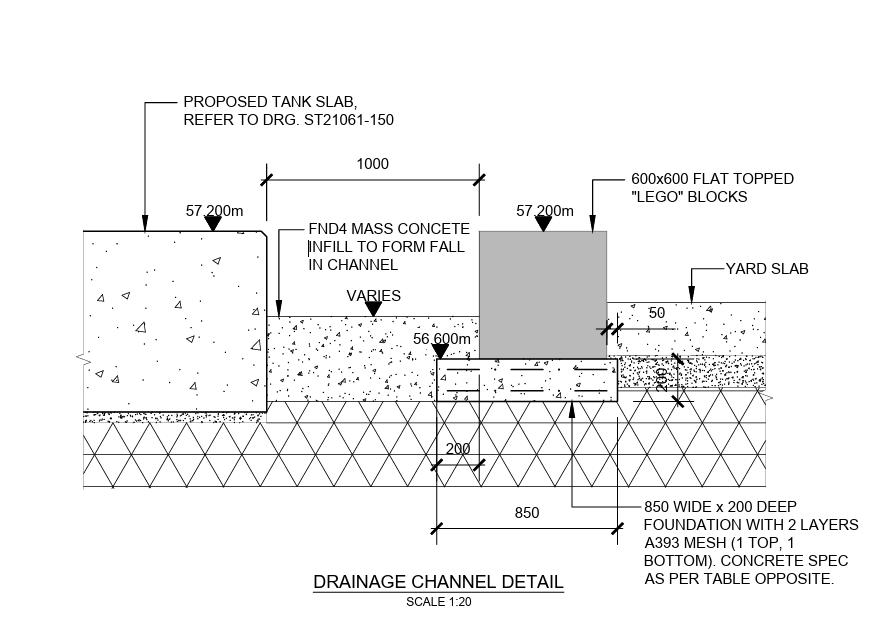 PROPOSED TANK SLAB,
REFER TO DRG. ST21061-150
1000
600x600 FLAT TOPPED
"LEGO" BLOCKS
57.200m
57.200m
FND4 MASS CONCETE
INFILL TO FORM FALL
IN CHANNEL
YARD SLAB
VARIES
50
56.600m
200
200
850
850 WIDE x 200 DEEP
FOUNDATION WITH 2 LAYERS
A393 MESH (1 TOP, 1
BOTTOM). CONCRETE SPEC
AS PER TABLE OPPOSITE.
DRAINAGE CHANNEL DETAIL
SCALE 1:20